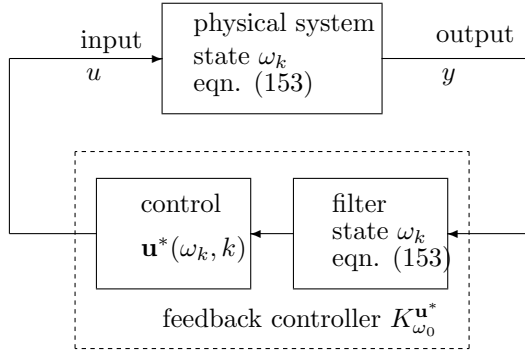 input
u
physical system
state ω_k
eqn. (153)
output
y
control
u*(ω_k, k)
filter
state ω_k
eqn. (153)
feedback controller K_{ω_0}^{u*}